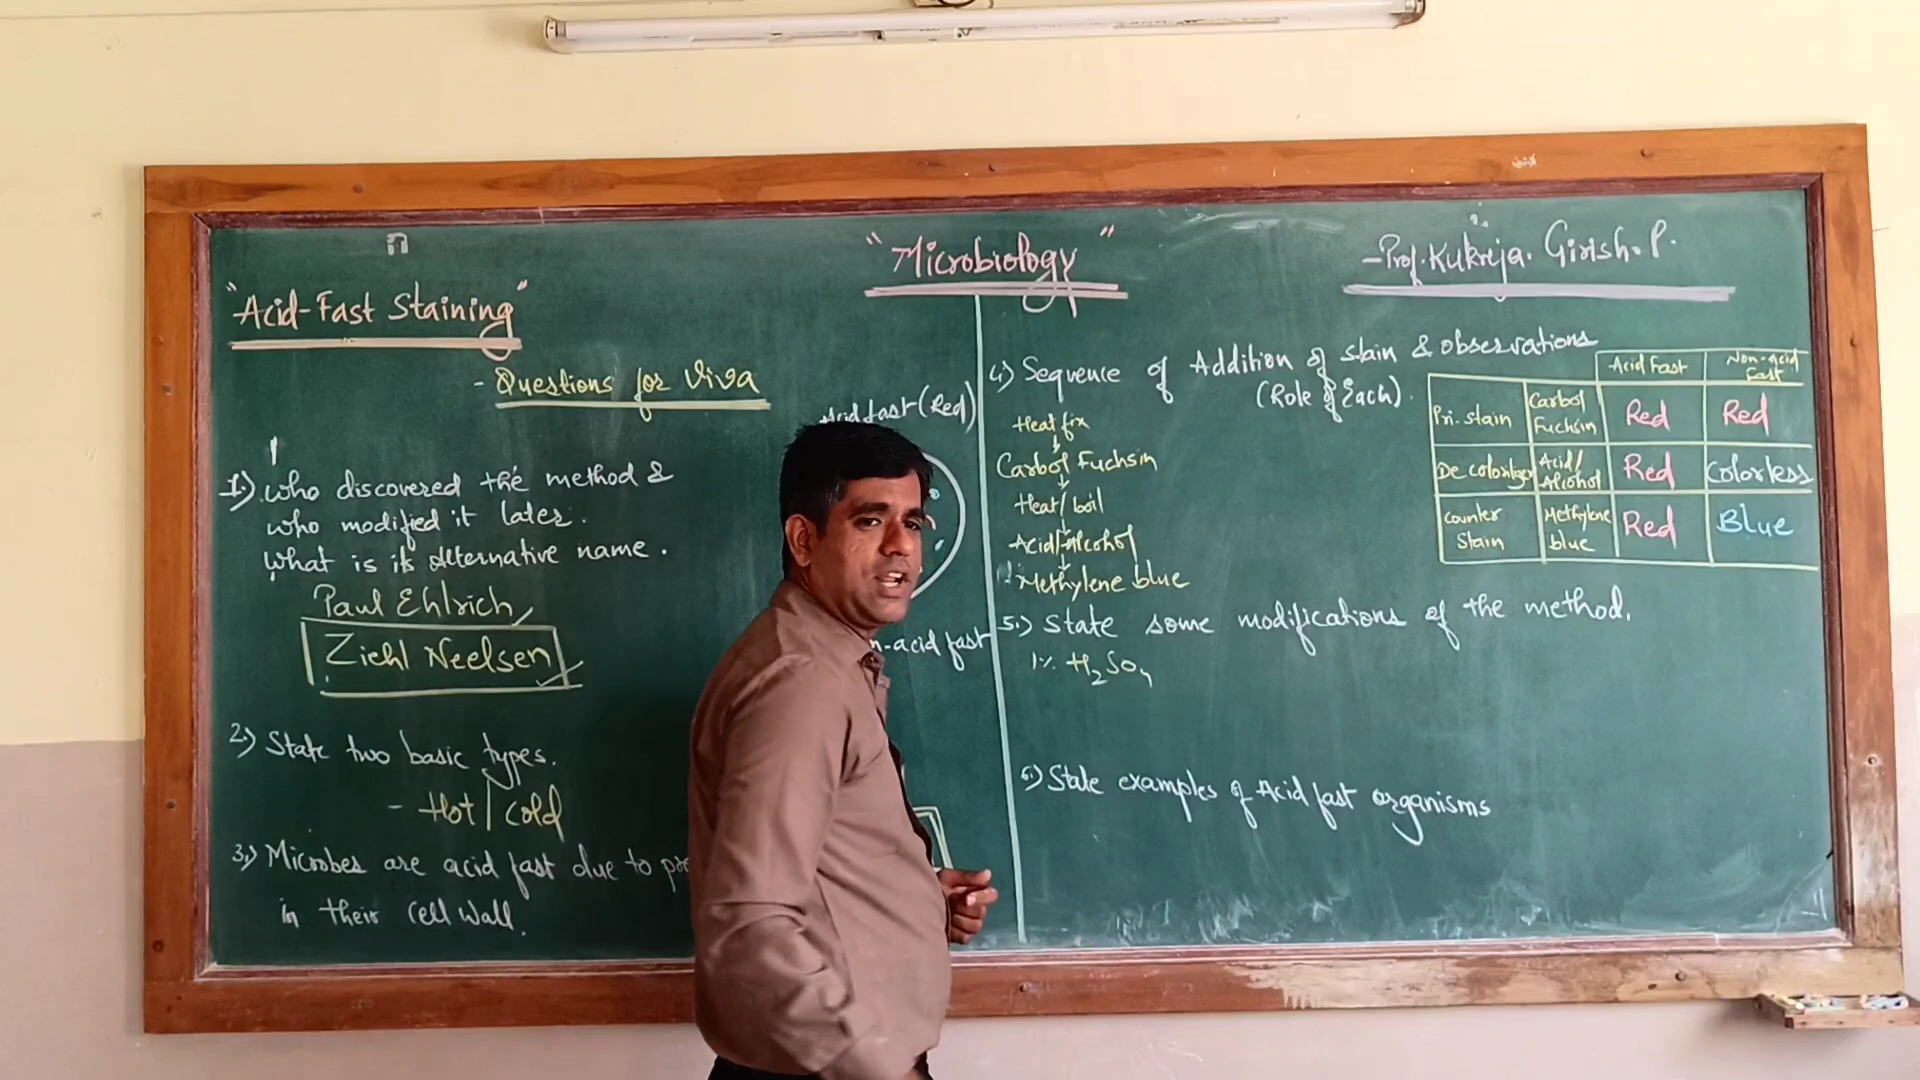 "Microbiology"
-Prof. Kukreja. Girish. P.
"Acid-Fast Staining"
- Questions for Viva
1.) Who discovered the method &
who modified it later.
What is its alternative name.
Paul Ehlrich
Ziehl Neelsen
2.) State two basic types.
- Hot/cold
3.) Microbes are acid fast due to
in their cell wall.
Acid fast (Red)
acid fast
4.) Sequence of Addition of stain & observations
(Role of Each).
Heat fix
Carbol Fuchsin
Heat/boil
Acid/alcohol
Methylene blue
Acid Fast Non-acid fast
Pri. stain Carbol Fuchsin Red Red
Decoloriziger Acid/Alcohol Red Colorless
Counter Stain Methylene blue Red Blue
5.) State some modifications of the method.
1% H2SO4
6.) State examples of Acid fast organisms